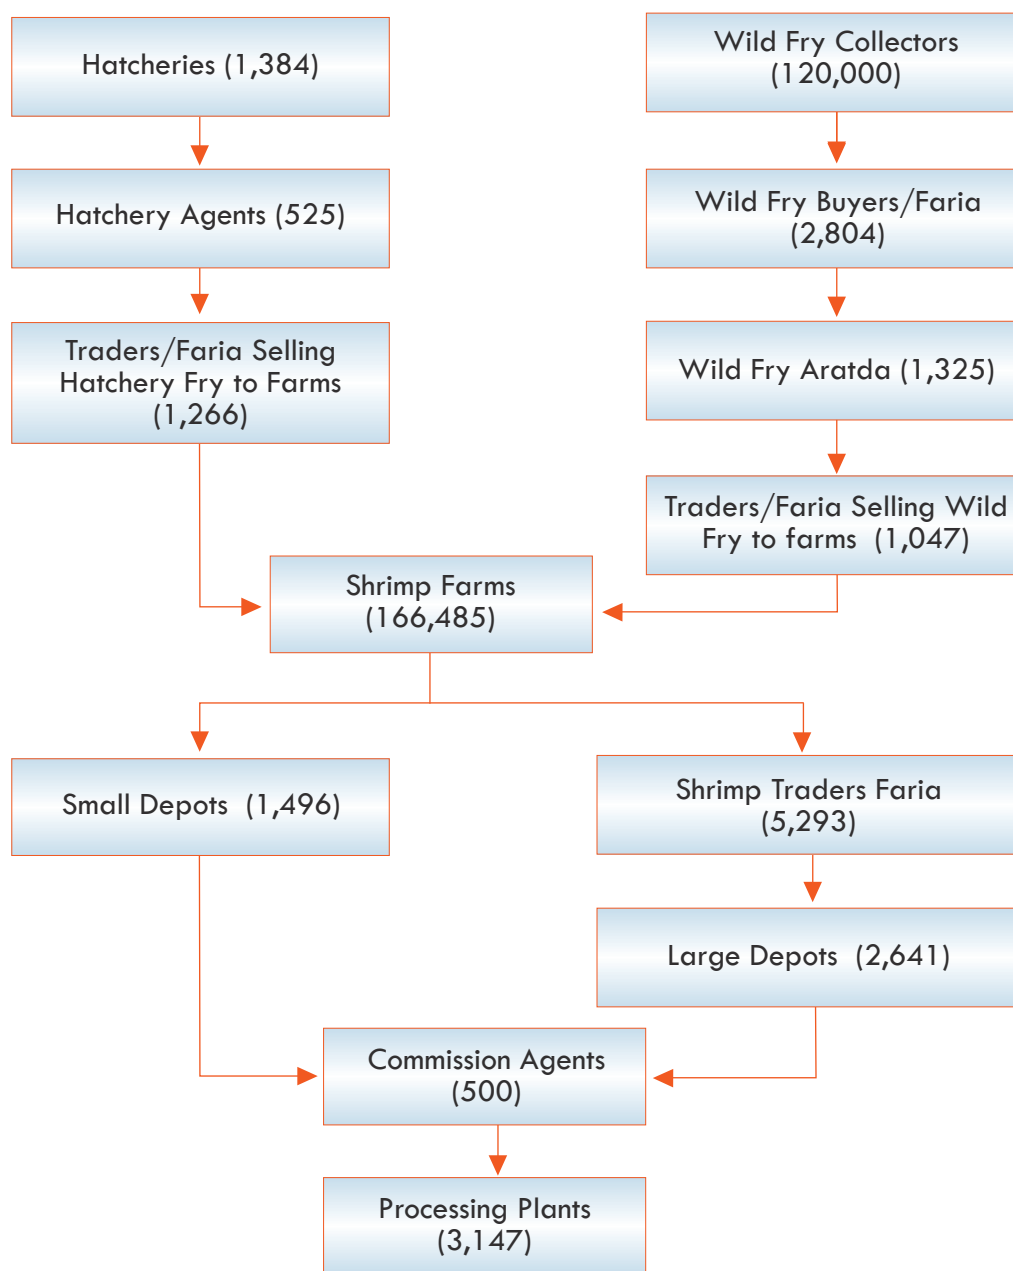 Hatcheries (1,384)
Wild Fry Collectors
(120,000)
Hatchery Agents (525)
Wild Fry Buyers/Faria
(2,804)
Traders/Faria Selling
Hatchery Fry to Farms
(1,266)
Wild Fry Aratda (1,325)
Traders/Faria Selling Wild
Fry to farms (1,047)
Shrimp Farms
(166,485)
Small Depots (1,496)
Shrimp Traders Faria
(5,293)
Large Depots (2,641)
Commission Agents
(500)
Processing Plants
(3,147)